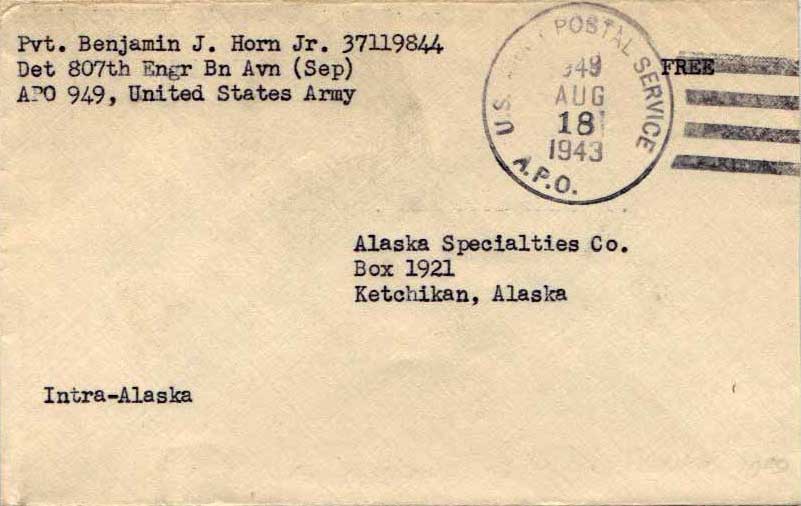 Pvt. Benjamin J. Horn Jr. 37119844
Det 807th Engr Bn Avn (Sep)
APO 949, United States Army
U.S. POSTAL SERVICE
949
AUG
18
1943
A.P.O.
FREE
Alaska Specialties Co.
Box 1921
Ketchikan, Alaska
Intra-Alaska